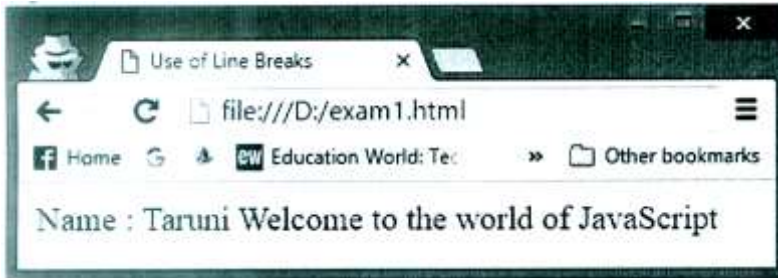 Use of Line Breaks
file:///D:/exam1.html
Home G EW Education World: Tec » Other bookmarks
Name : Taruni Welcome to the world of JavaScript